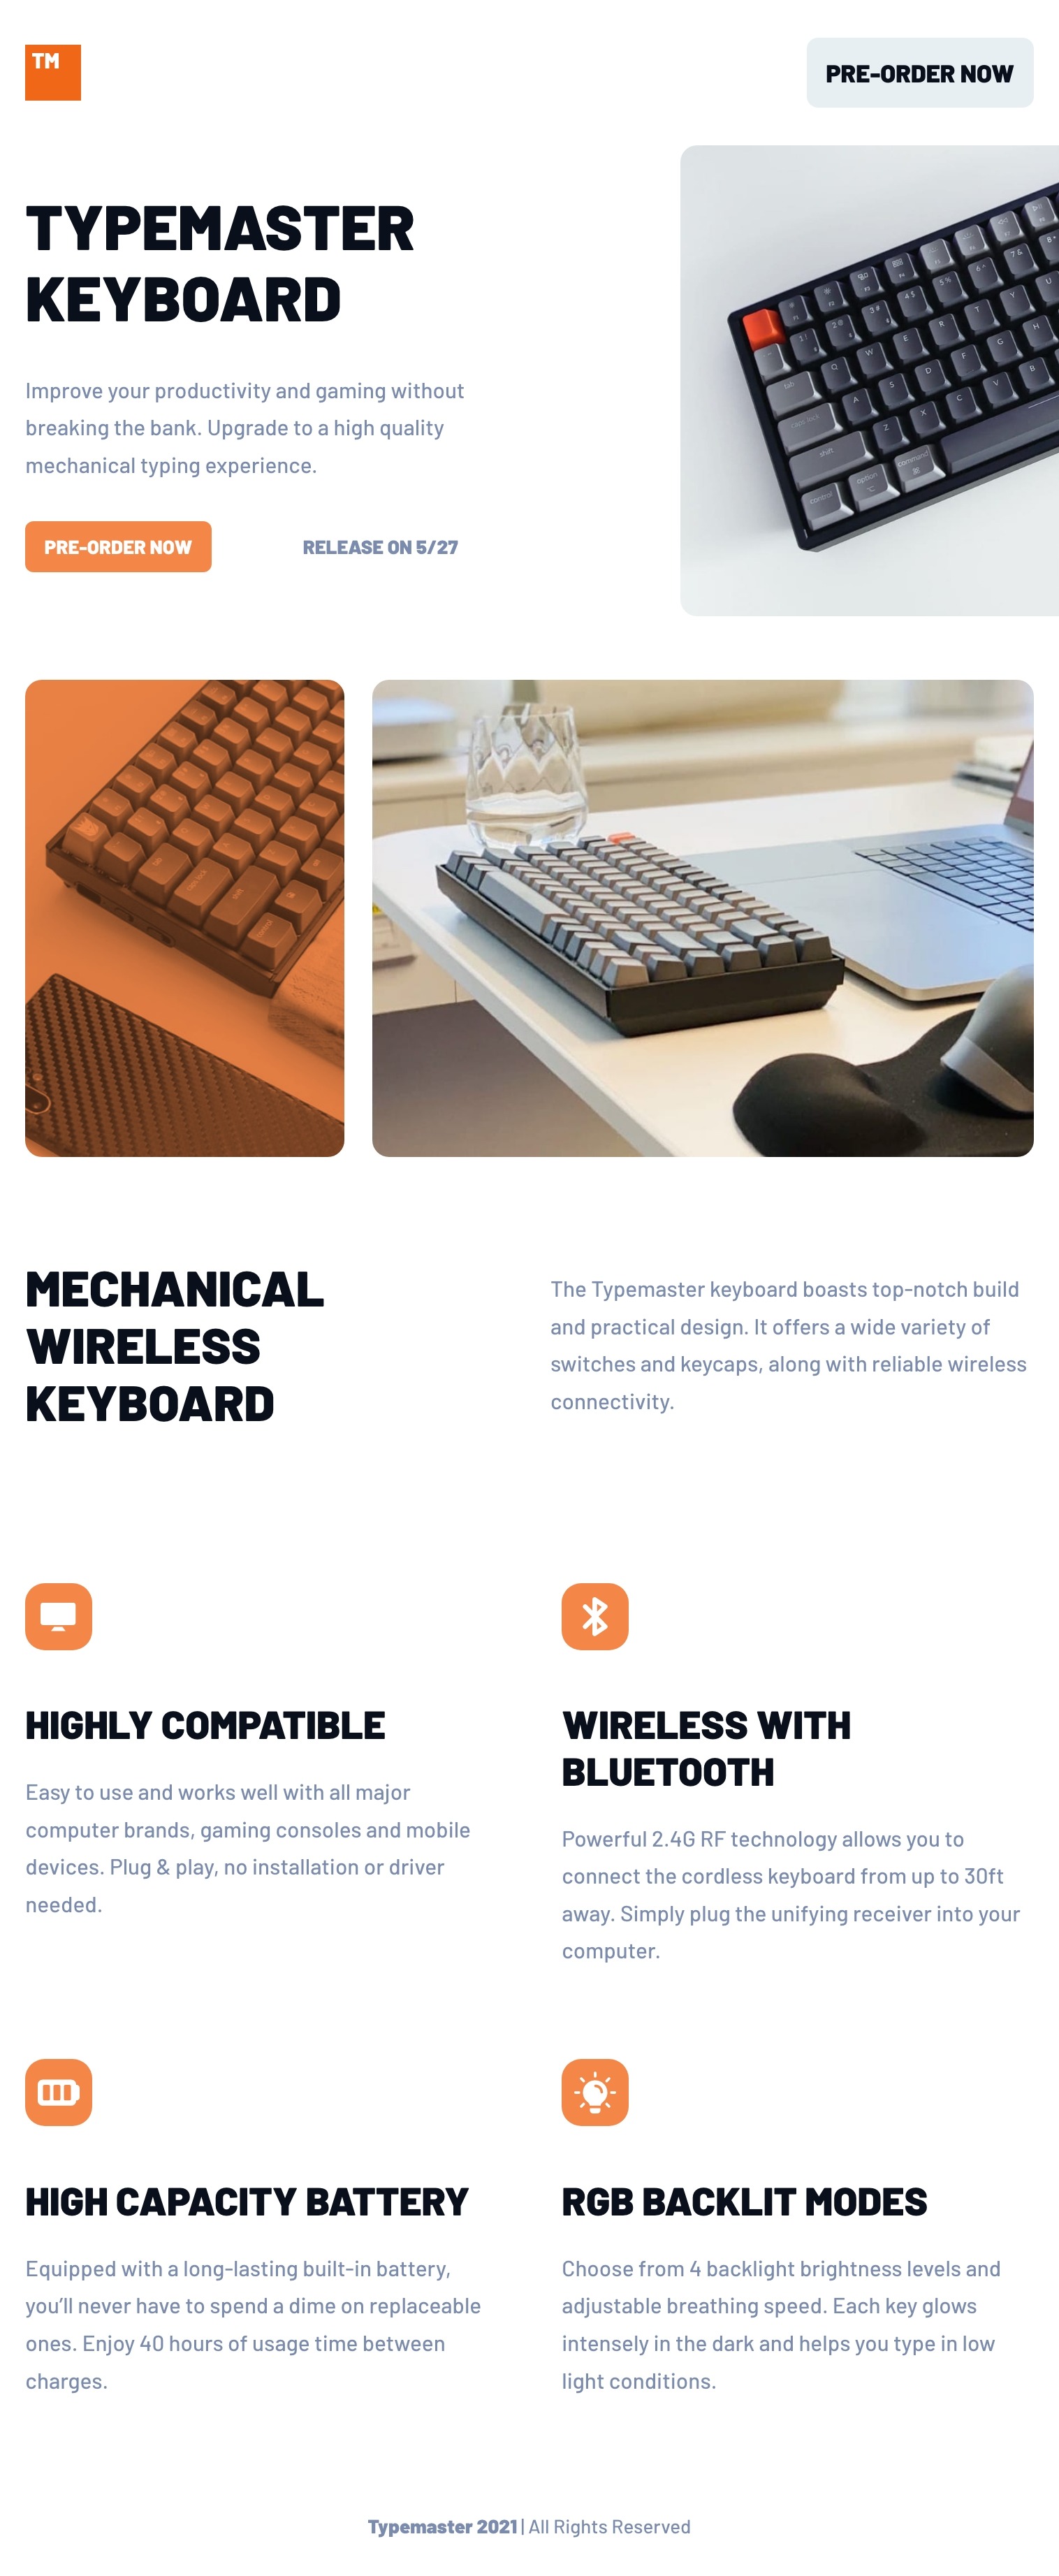 TM
PRE-ORDER NOW
TYPEMASTER
KEYBOARD
Improve your productivity and gaming without
breaking the bank. Upgrade to a high quality
mechanical typing experience.
PRE-ORDER NOW
RELEASE ON 5/27
MECHANICAL
WIRELESS
KEYBOARD
The Typemaster keyboard boasts top-notch build
and practical design. It offers a wide variety of
switches and keycaps, along with reliable wireless
connectivity.
HIGHLY COMPATIBLE
Easy to use and works well with all major
computer brands, gaming consoles and mobile
devices. Plug & play, no installation or driver
needed.
WIRELESS WITH
BLUETOOTH
Powerful 2.4G RF technology allows you to
connect the cordless keyboard from up to 30ft
away. Simply plug the unifying receiver into your
computer.
HIGH CAPACITY BATTERY
Equipped with a long-lasting built-in battery,
you’ll never have to spend a dime on replaceable
ones. Enjoy 40 hours of usage time between
charges.
RGB BACKLIT MODES
Choose from 4 backlight brightness levels and
adjustable breathing speed. Each key glows
intensely in the dark and helps you type in low
light conditions.
Typemaster 2021 | All Rights Reserved